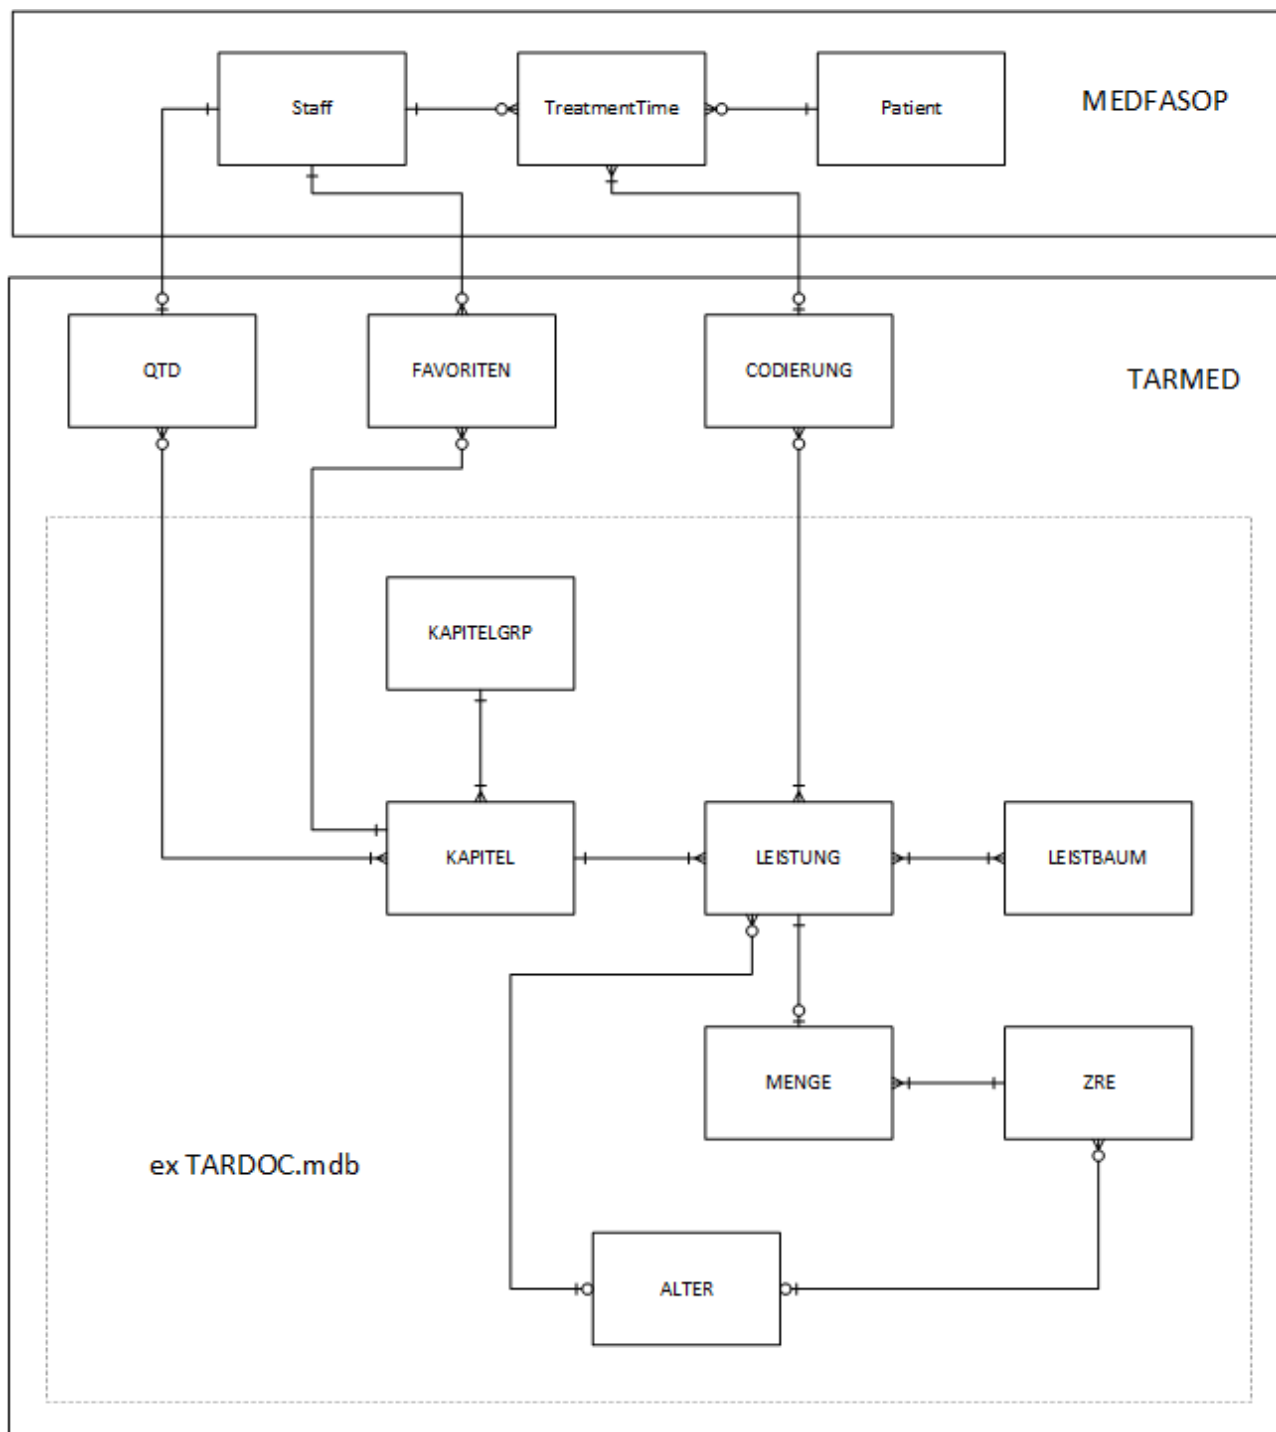 MEDFASOP
Staff
TreatmentTime
Patient
TARMED
QTD
FAVORITEN
CODIERUNG
KAPITELGRP
KAPITEL
LEISTUNG
LEISTBAUM
MENGE
ZRE
ex TARDOC.mdb
ALTER